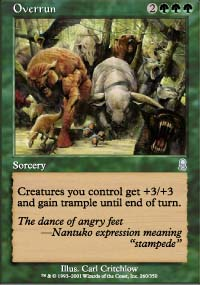 Overrun 2
Sorcery
Creatures you control get +3/+3
and gain trample until end of turn.
The dance of angry feet
—Nantuko expression meaning
"stampede"
Illus. Carl Critchlow
™ & © 1993–2001 Wizards of the Coast, Inc. 260/350